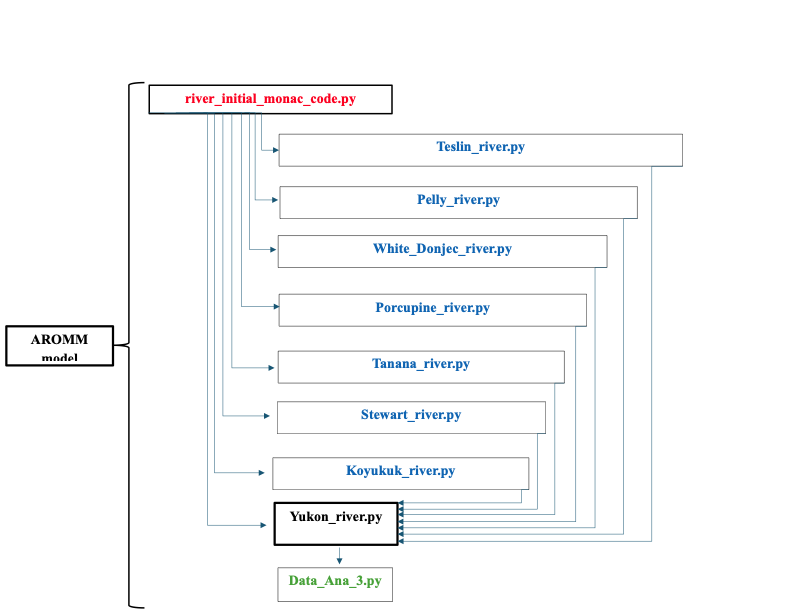 river_initial_monac_code.py
Teslin_river.py
Pelly_river.py
White_Donjec_river.py
Porcupine_river.py
AROMM
model
Tanana_river.py
Stewart_river.py
Koyukuk_river.py
Yukon_river.py
Data_Ana_3.py